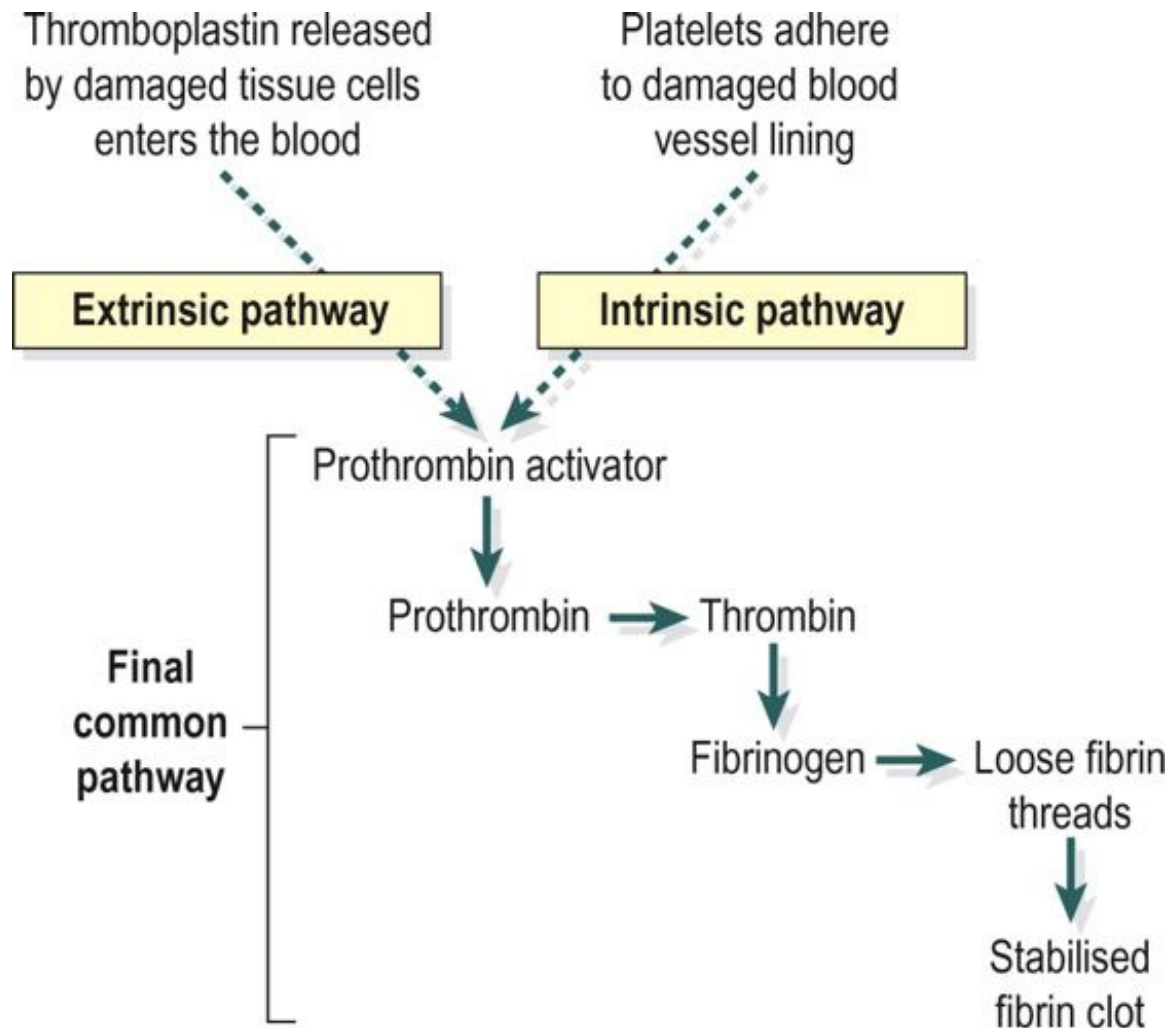 Thromboplastin released
by damaged tissue cells
enters the blood
Platelets adhere
to damaged blood
vessel lining
Extrinsic pathway
Intrinsic pathway
Prothrombin activator
Prothrombin
Thrombin
Final
common
pathway
Fibrinogen
Loose fibrin
threads
Stabilised
fibrin clot